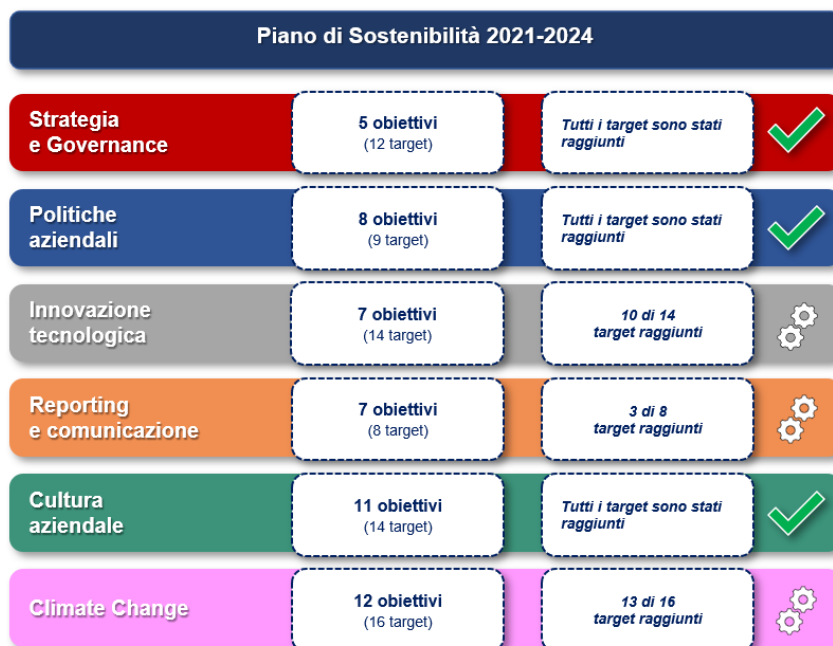 Piano di Sostenibilità 2021-2024
Strategia
e Governance
5 obiettivi
(12 target)
Tutti i target sono stati
raggiunti
Politiche
aziendali
8 obiettivi
(9 target)
Tutti i target sono stati
raggiunti
Innovazione
tecnologica
7 obiettivi
(14 target)
10 di 14
target raggiunti
Reporting
e comunicazione
7 obiettivi
(8 target)
3 di 8
target raggiunti
Cultura
aziendale
11 obiettivi
(14 target)
Tutti i target sono stati
raggiunti
Climate Change
12 obiettivi
(16 target)
13 di 16
target raggiunti